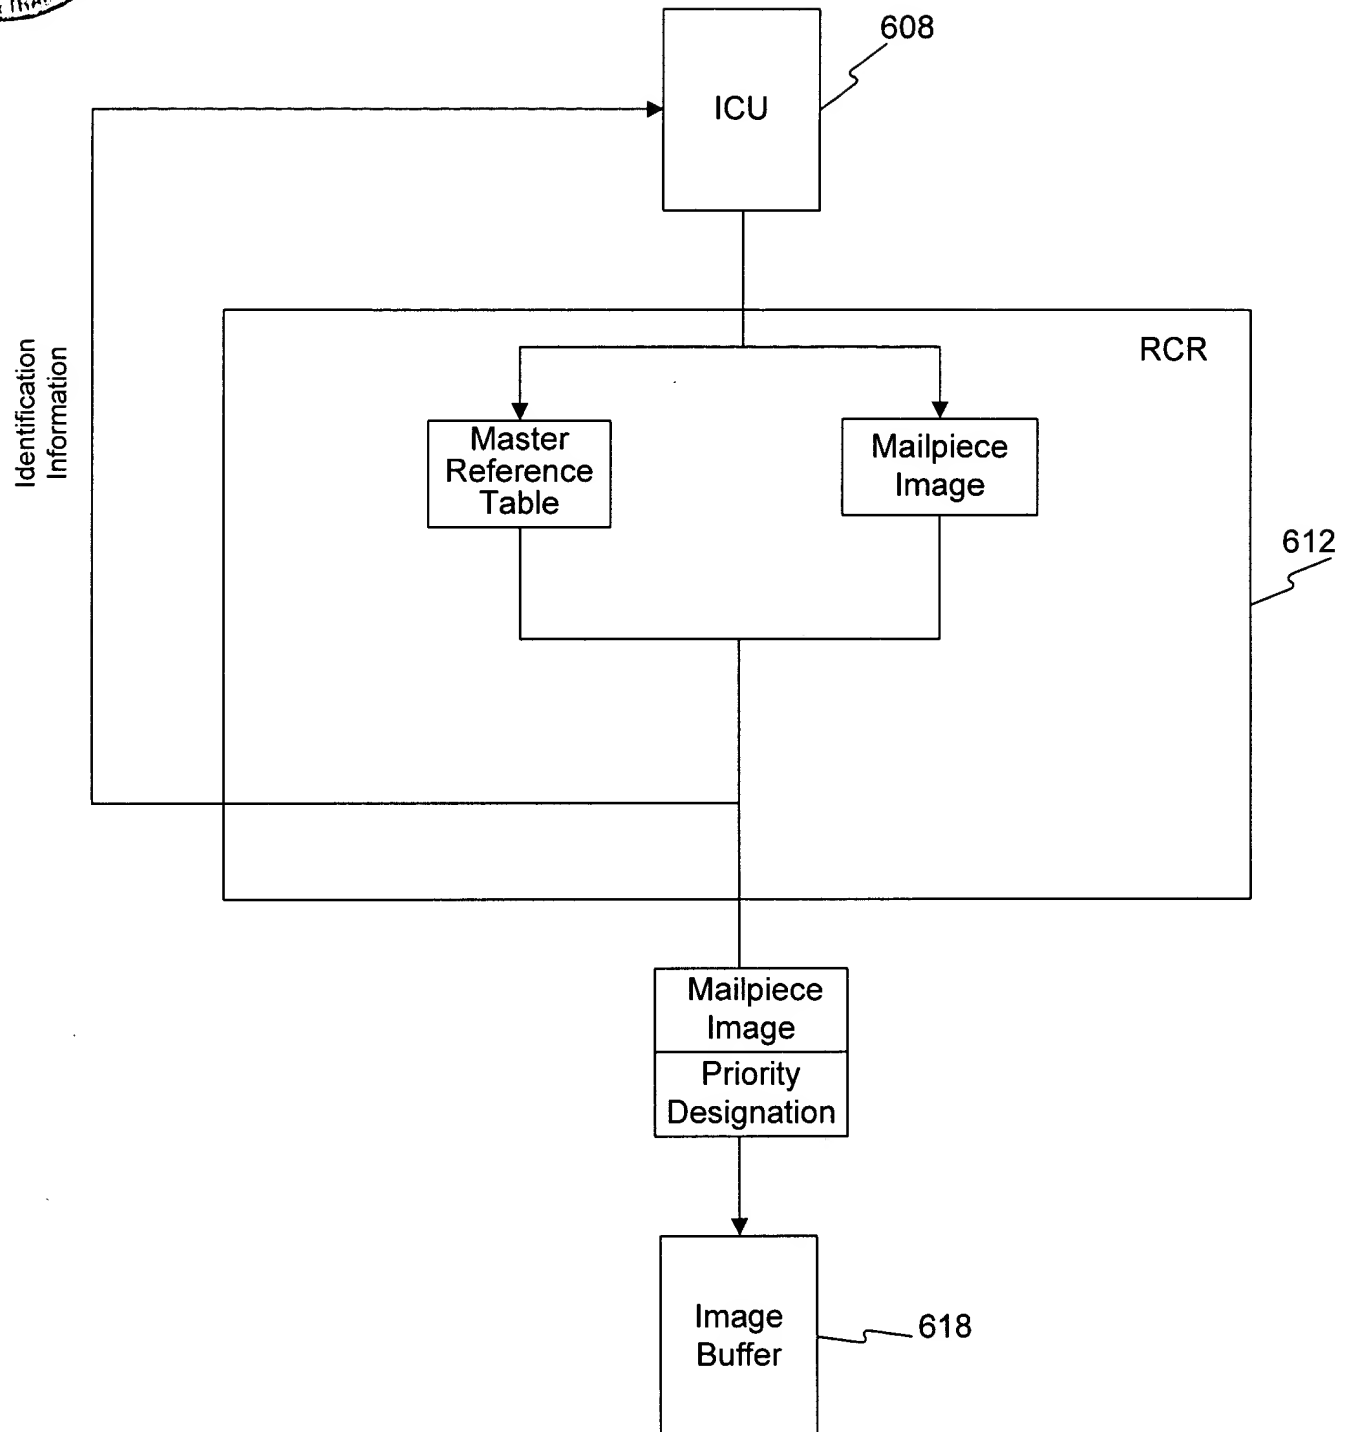 608
ICU
RCR
Identification
Information
Master
Reference
Table
Mailpiece
Image
612
Mailpiece
Image
Priority
Designation
Image
Buffer
618